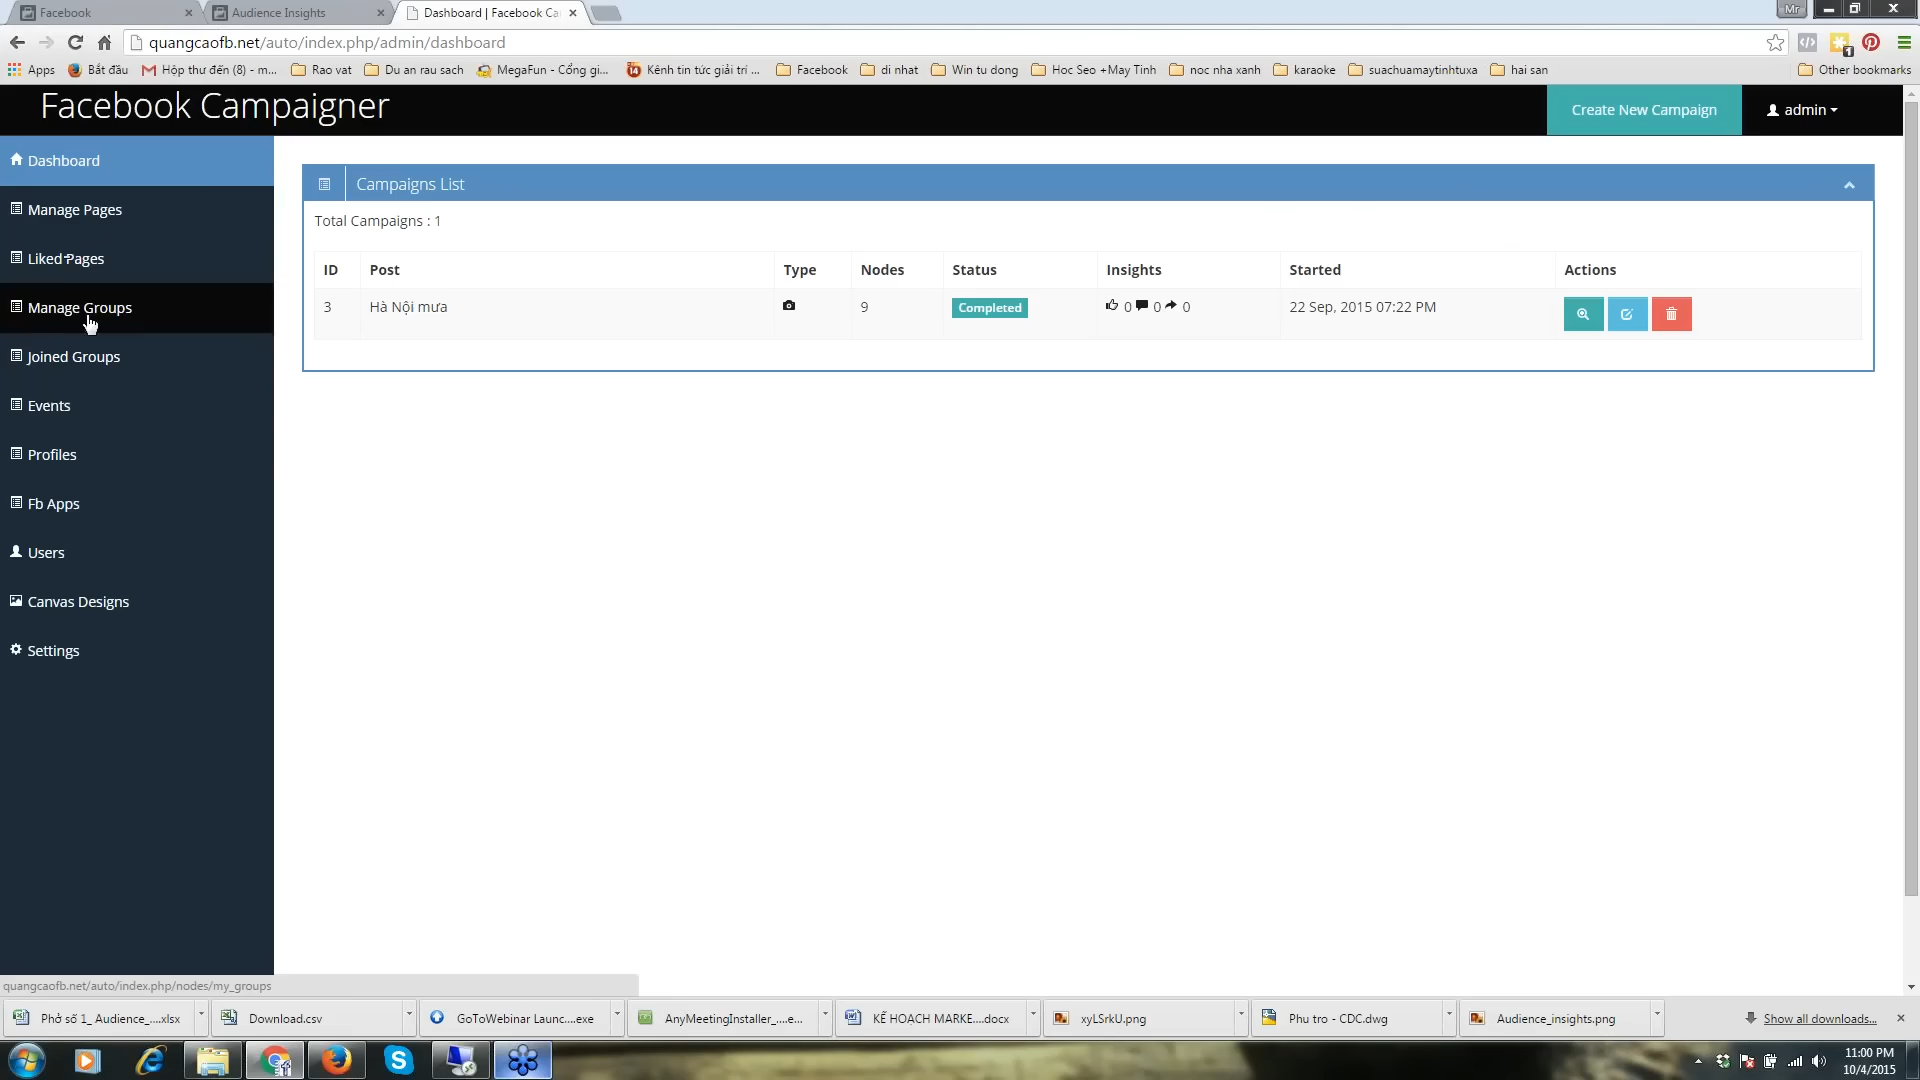 Facebook
Audience Insights
Dashboard | Facebook Ca
Mr
quangcaofb.net/auto/index.php/admin/dashboard
1
Apps
Bắt đầu
Hộp thư đến (8) - m...
Rao vat
Du an rau sach
MegaFun - Cổng gi...
Kênh tin tức giải trí ...
Facebook
di nhat
Win tu dong
Hoc Seo +May Tinh
noc nha xanh
karaoke
suachuamaytinhtuxa
hai san
Other bookmarks
Facebook Campaigner
Create New Campaign
admin
Dashboard
Manage Pages
Liked Pages
Manage Groups
Joined Groups
Events
Profiles
Fb Apps
Users
Canvas Designs
Settings
Campaigns List
Total Campaigns : 1
ID Post Type Nodes Status Insights Started Actions
3 Hà Nội mưa 9 Completed 0 0 0 22 Sep, 2015 07:22 PM
quangcaofb.net/auto/index.php/nodes/my_groups
Phở số 1_ Audience_....xlsx
Download.csv
GoToWebinar Launc....exe
AnyMeetingInstaller_....e...
KẾ HOẠCH MARKE....docx
xyLSrkU.png
Phu tro - CDC.dwg
Audience_insights.png
Show all downloads...
11:00 PM
10/4/2015